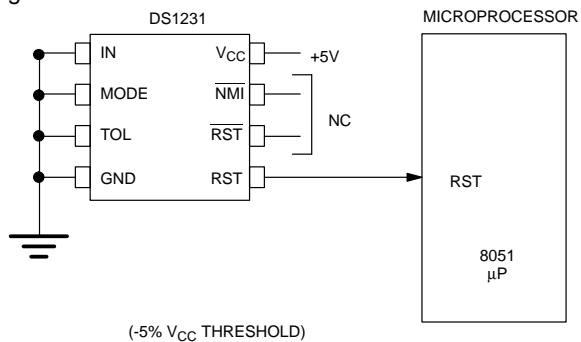 DS1231
MICROPROCESSOR
IN
VCC
+5V
MODE
NMI
NC
TOL
RST
GND
RST
RST
8051
µP
(-5% VCC THRESHOLD)